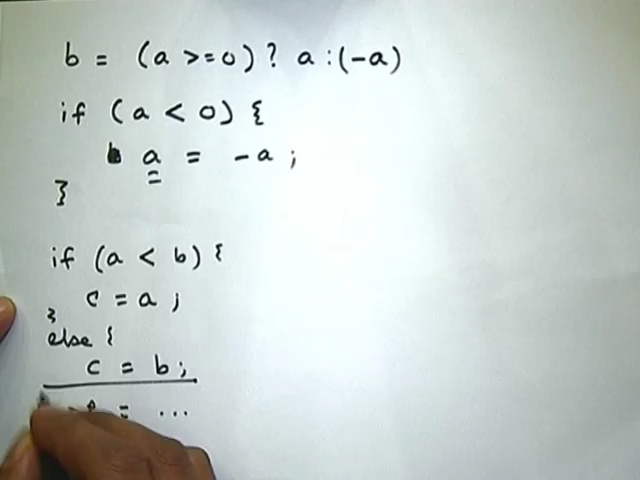 b = (a >= 0) ? a : (-a)
if (a < 0) {
a = -a ;
}
if (a < b) {
c = a ;
}
else {
c = b;
= ...